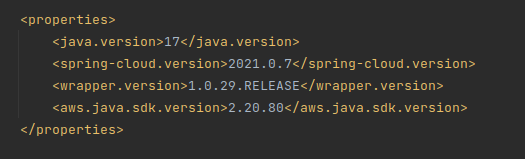 <properties>
<java.version>17</java.version>
<spring-cloud.version>2021.0.7</spring-cloud.version>
<wrapper.version>1.0.29.RELEASE</wrapper.version>
<aws.java.sdk.version>2.20.80</aws.java.sdk.version>
</properties>